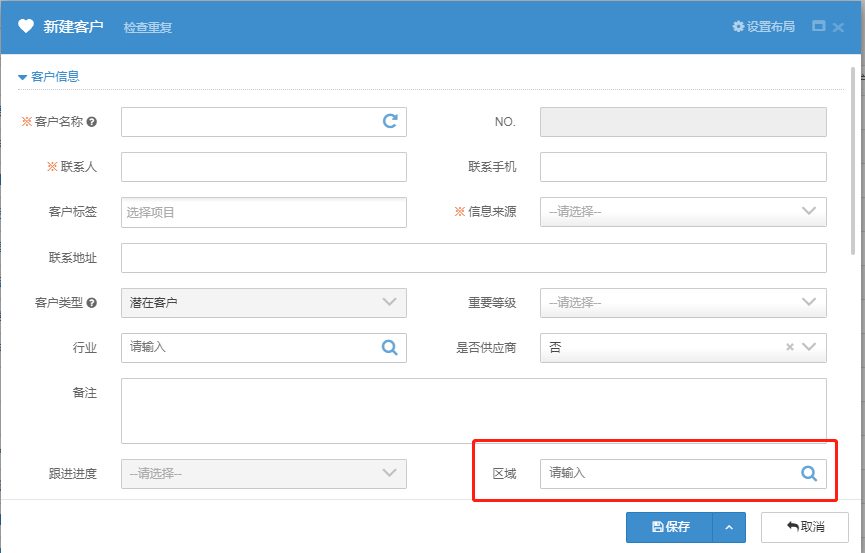 新建客户 检查重复 设置布局
客户信息
※ 客户名称 NO.
※ 联系人 联系手机
客户标签 选择项目 ※ 信息来源 --请选择--
联系地址
客户类型 潜在客户 重要等级 --请选择--
行业 请输入 是否供应商 否
备注
跟进进度 --请选择-- 区域 请输入
保存 取消